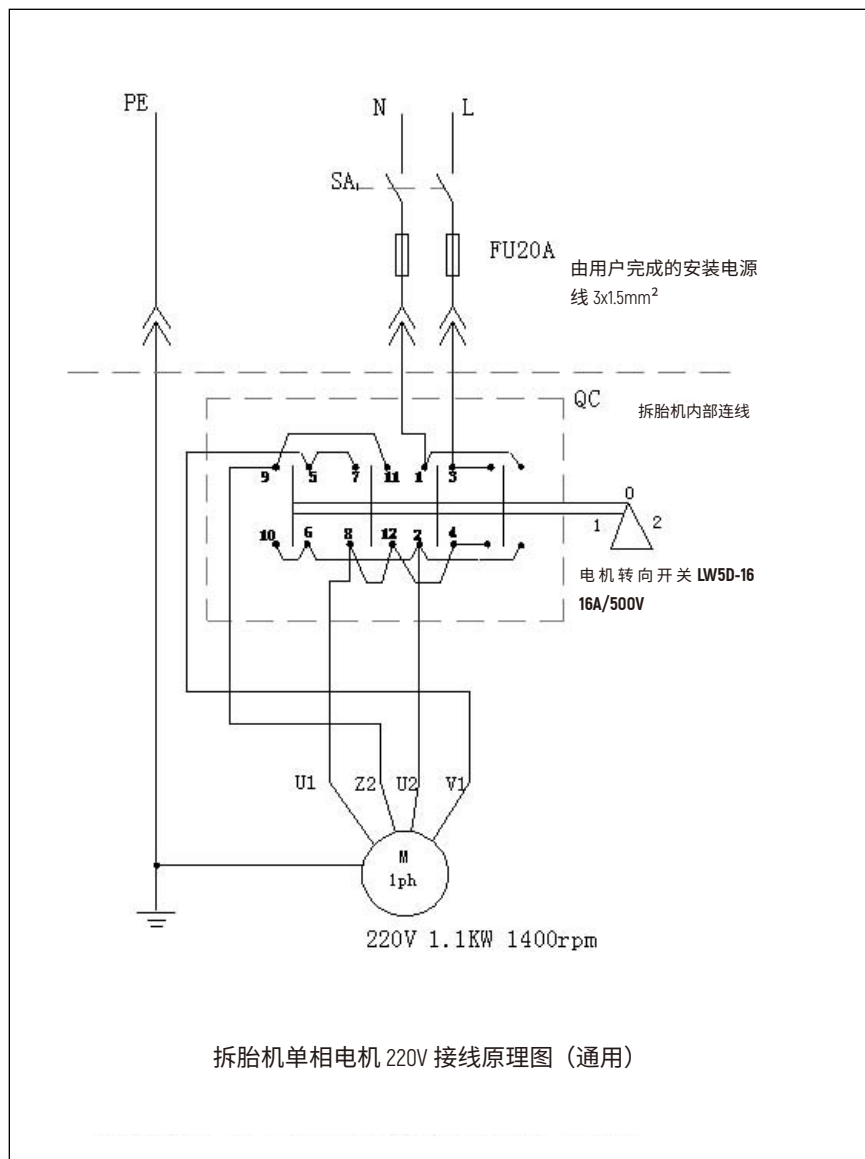 PE
N
L
SA
FU20A
由用户完成的安装电源
线 3x1.5mm²
QC
拆胎机内部连线
9 5 7 11 1 3
10 6 8 12 2 4
0
1 2
电机转向开关 LW5D-16
16A/500V
U1 Z2 U2 V1
M
1ph
220V 1.1KW 1400rpm
拆胎机单相电机 220V 接线原理图（通用）